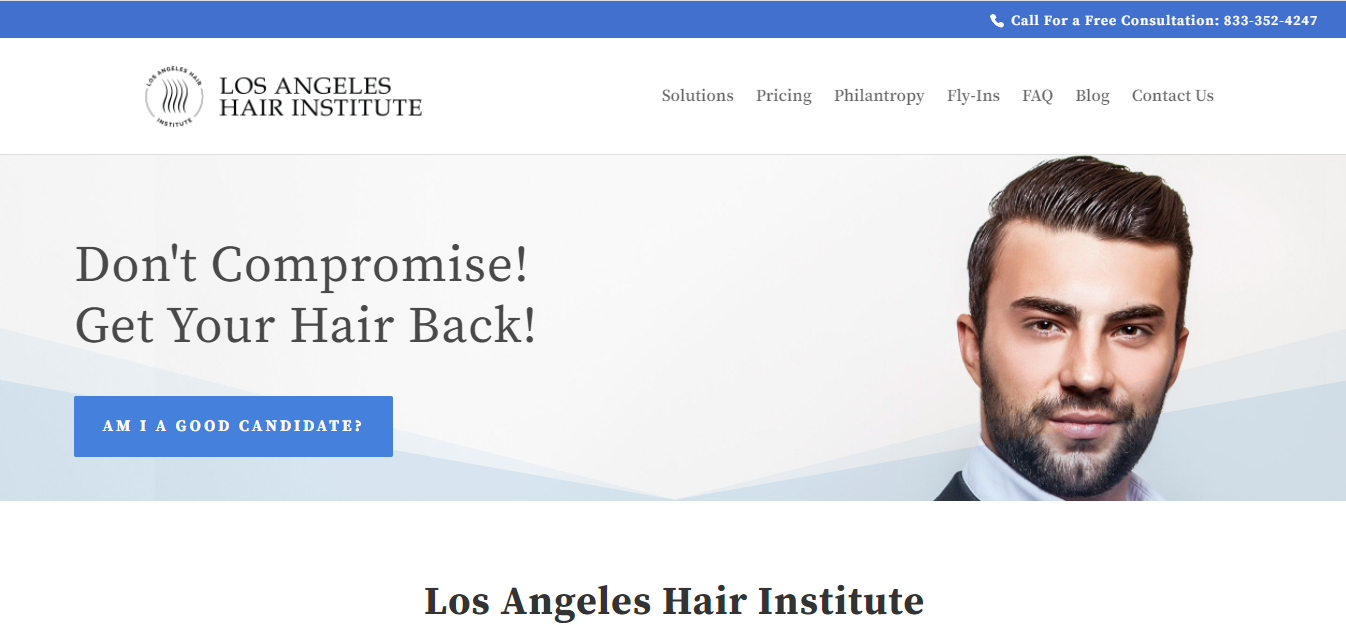 Call For a Free Consultation: 833-352-4247
LOS ANGELES HAIR
INSTITUTE
LOS ANGELES
HAIR INSTITUTE
Solutions Pricing Philantropy Fly-Ins FAQ Blog Contact Us
Don't Compromise!
Get Your Hair Back!
AM I A GOOD CANDIDATE?
Los Angeles Hair Institute